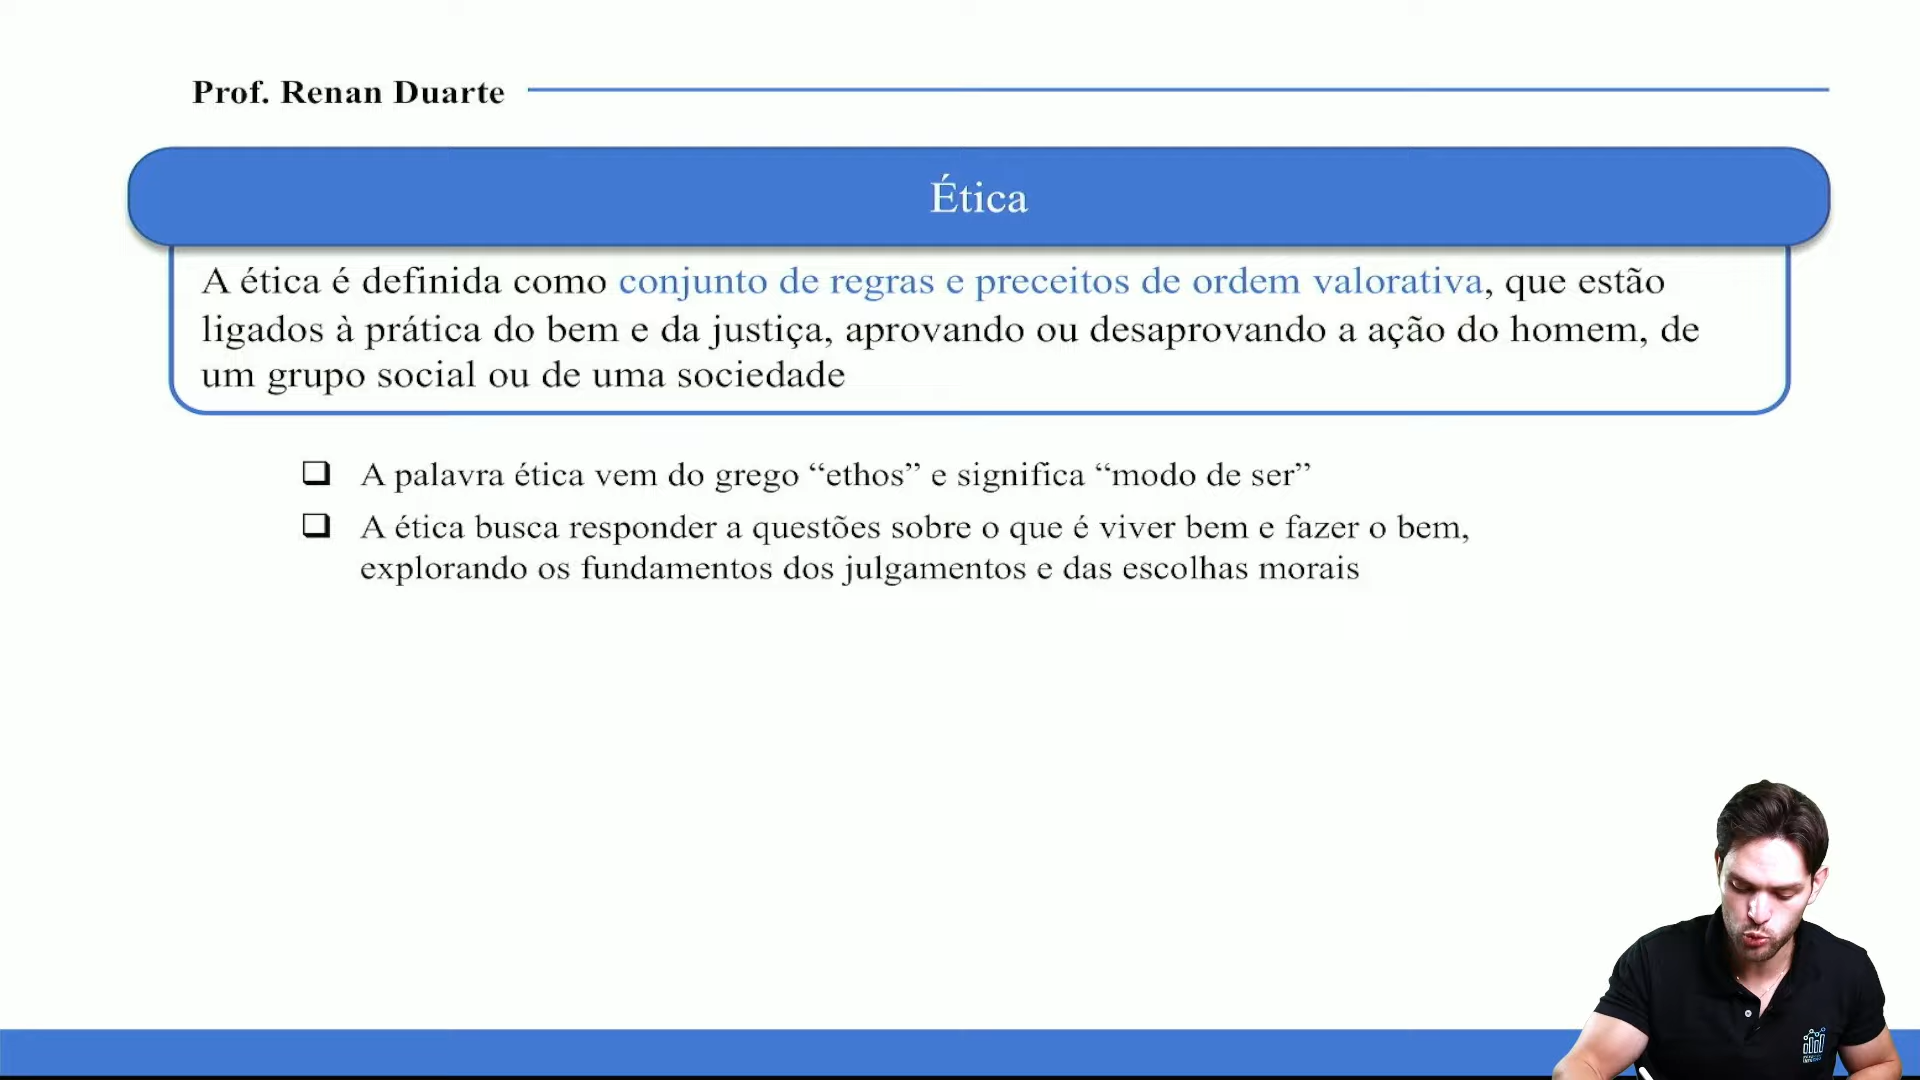 Prof. Renan Duarte
Ética
A ética é definida como conjunto de regras e preceitos de ordem valorativa, que estão
ligados à prática do bem e da justiça, aprovando ou desaprovando a ação do homem, de
um grupo social ou de uma sociedade
A palavra ética vem do grego “ethos” e significa “modo de ser”
A ética busca responder a questões sobre o que é viver bem e fazer o bem,
explorando os fundamentos dos julgamentos e das escolhas morais